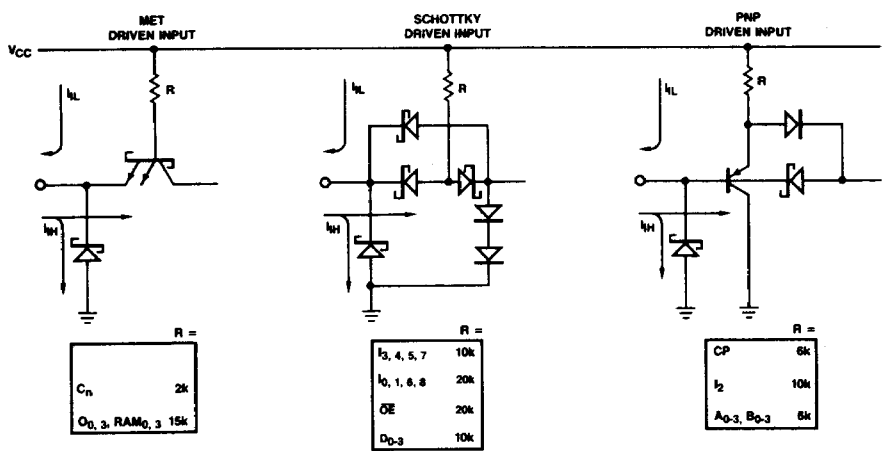 MET
DRIVEN INPUT
SCHOTTKY
DRIVEN INPUT
PNP
DRIVEN INPUT
VCC
R
IIL
IIH
R
IIL
IIH
R
IIL
IIH
R =
Cn 2k
O0, 3, RAM0, 3 15k
R =
I3, 4, 5, 7 10k
I0, 1, 6, 8 20k
O̅E̅ 20k
D0-3 10k
R =
CP 6k
I2 10k
A0-3, B0-3 6k